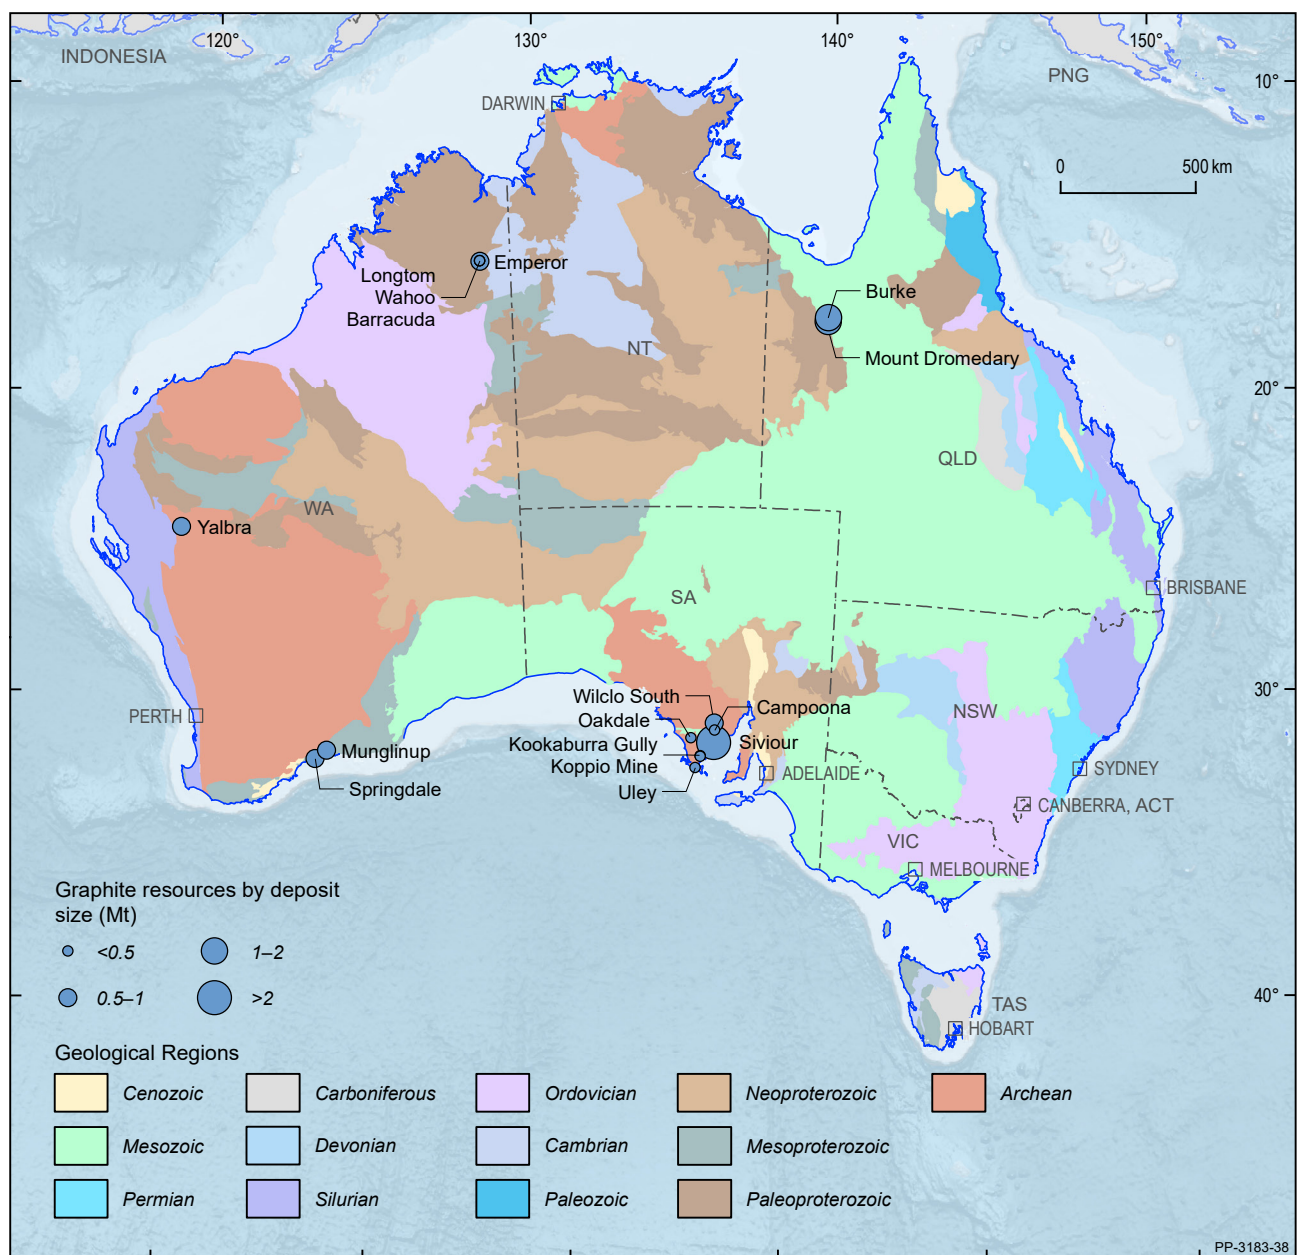 120°
130°
140°
150°
INDONESIA
PNG
10°
DARWIN
0
500 km
Emperor
Longtom
Wahoo
Barracuda
Burke
Mount Dromedary
NT
20°
QLD
WA
Yalbra
SA
BRISBANE
30°
Wilclo South
Campoona
Oakdale
NSW
PERTH
Kookaburra Gully
Siviour
Munglinup
Koppio Mine
ADELAIDE
SYDNEY
Springdale
Uley
CANBERRA, ACT
VIC
MELBOURNE
Graphite resources by deposit
size (Mt)
<0.5
1–2
0.5–1
>2
40°
TAS
HOBART
Geological Regions
Cenozoic
Carboniferous
Ordovician
Neoproterozoic
Archean
Mesozoic
Devonian
Cambrian
Mesoproterozoic
Permian
Silurian
Paleozoic
Paleoproterozoic
PP-3183-38